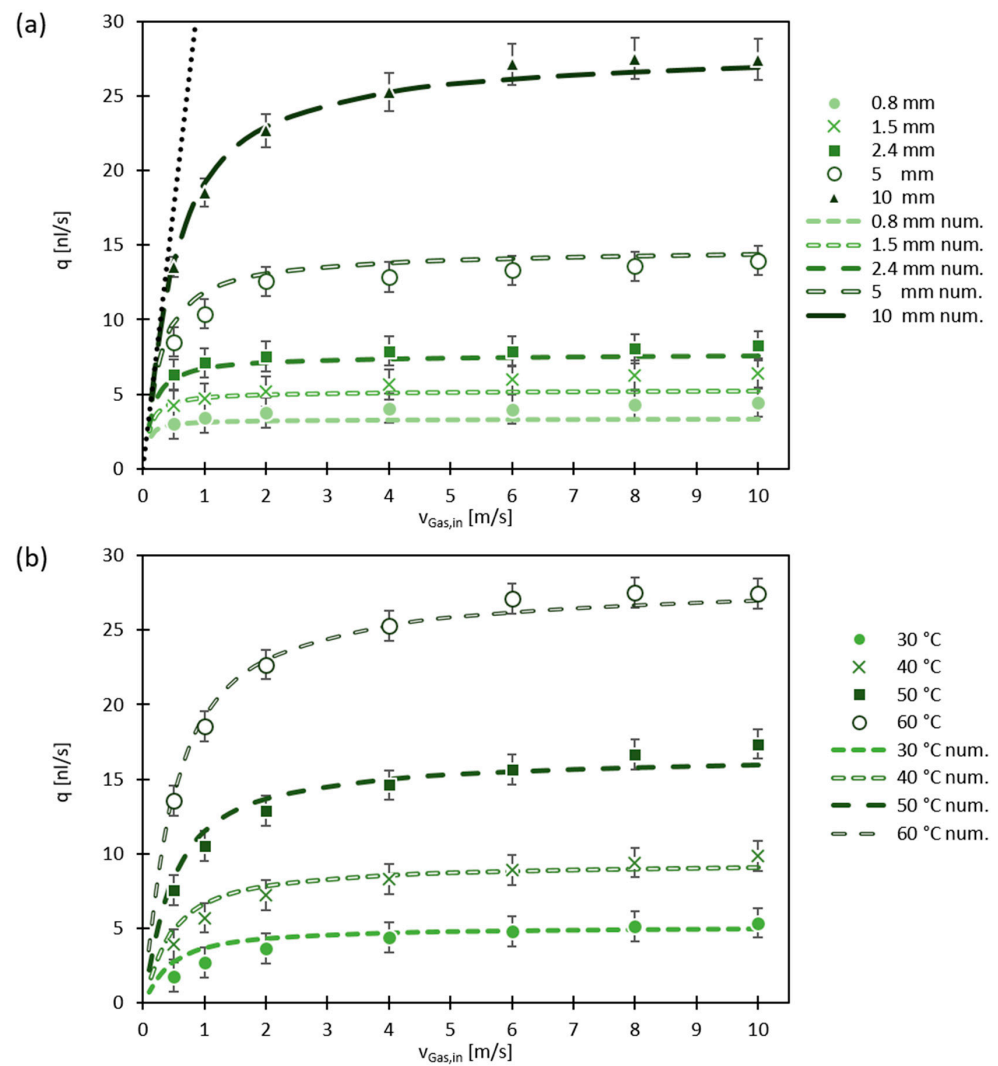 (a)
30
25
20
15
10
5
0
q [nl/s]
0 1 2 3 4 5 6 7 8 9 10
vGas,in [m/s]
0.8 mm
1.5 mm
2.4 mm
5 mm
10 mm
0.8 mm num.
1.5 mm num.
2.4 mm num.
5 mm num.
10 mm num.
(b)
30
25
20
15
10
5
0
q [nl/s]
0 1 2 3 4 5 6 7 8 9 10
vGas,in [m/s]
30 °C
40 °C
50 °C
60 °C
30 °C num.
40 °C num.
50 °C num.
60 °C num.